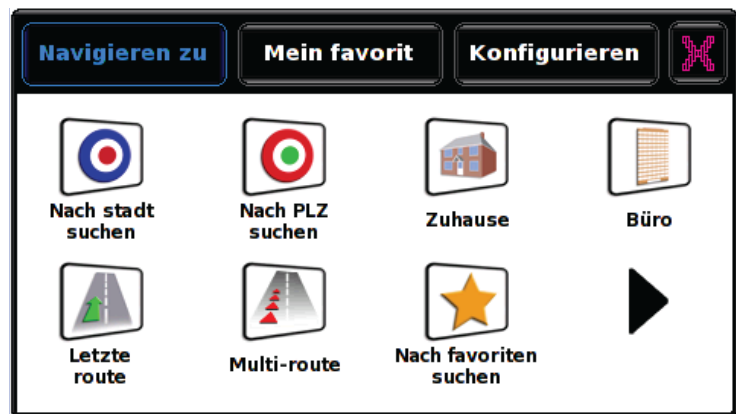 Navigieren zu
Mein favorit
Konfigurieren
Nach stadt
suchen
Nach PLZ
suchen
Zuhause
Büro
Letzte
route
Multi-route
Nach favoriten
suchen